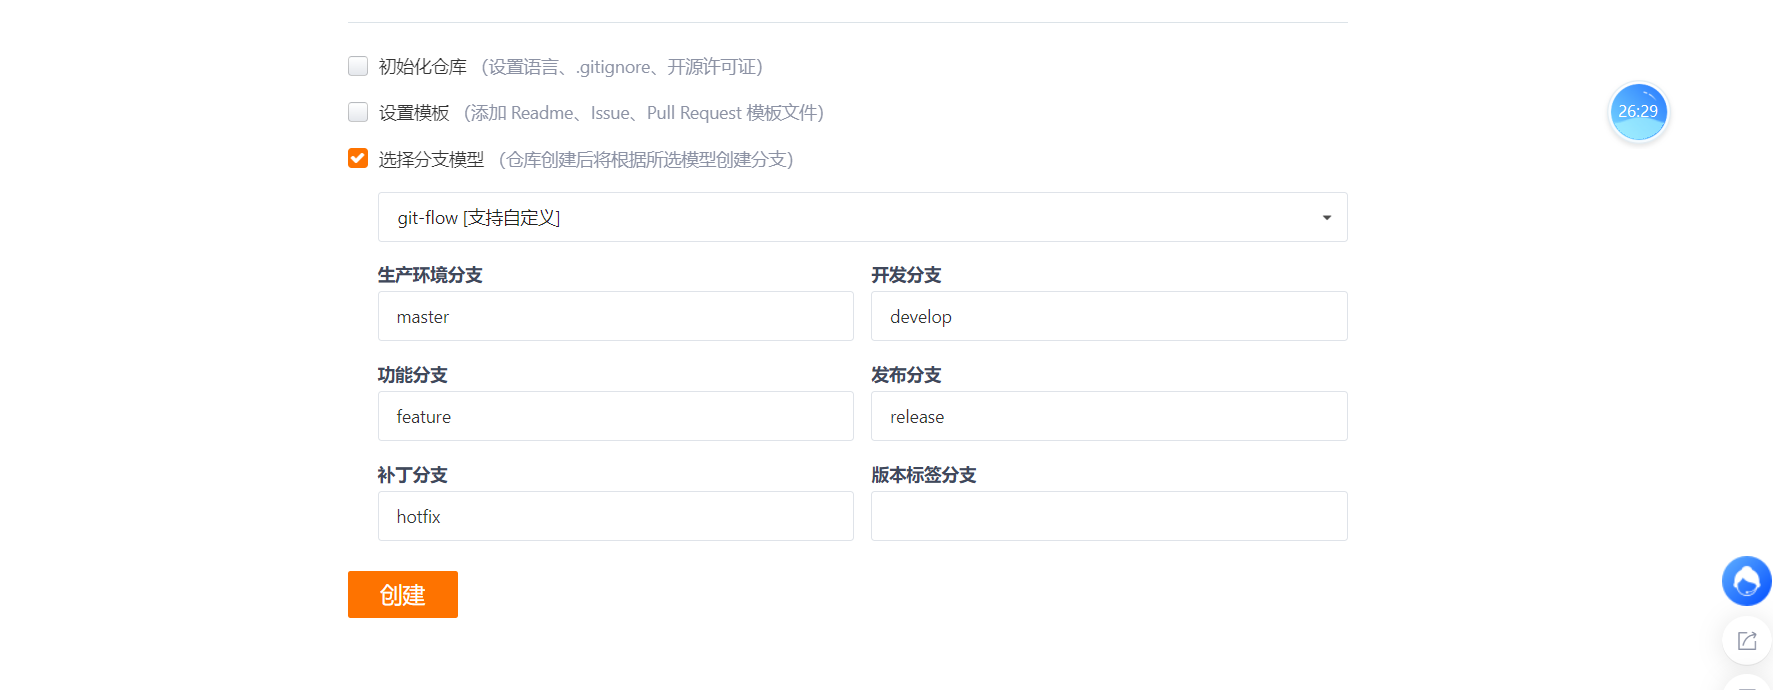 初始化仓库 (设置语言、.gitignore、开源许可证)
设置模板 (添加 Readme、Issue、Pull Request 模板文件)
26:29
选择分支模型 (仓库创建后将根据所选模型创建分支)
git-flow [支持自定义]
生产环境分支 开发分支
master develop
功能分支 发布分支
feature release
补丁分支 版本标签分支
hotfix
创建